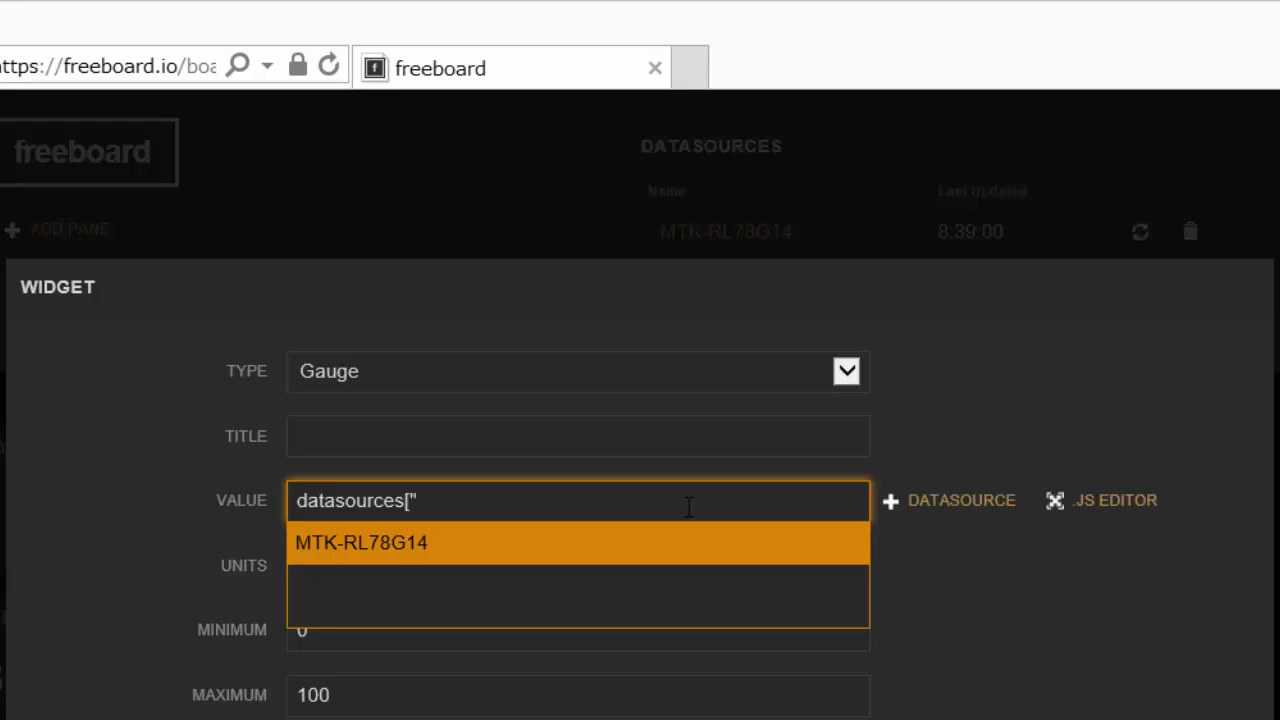 ttps://freeboard.io/boa
freeboard
freeboard
DATASOURCES
Name
Last Updated
ADD PANE
MTK-RL78G14
8:39:00
WIDGET
TYPE
Gauge
TITLE
VALUE
datasources["
DATASOURCE
.JS EDITOR
MTK-RL78G14
UNITS
MINIMUM
0
MAXIMUM
100